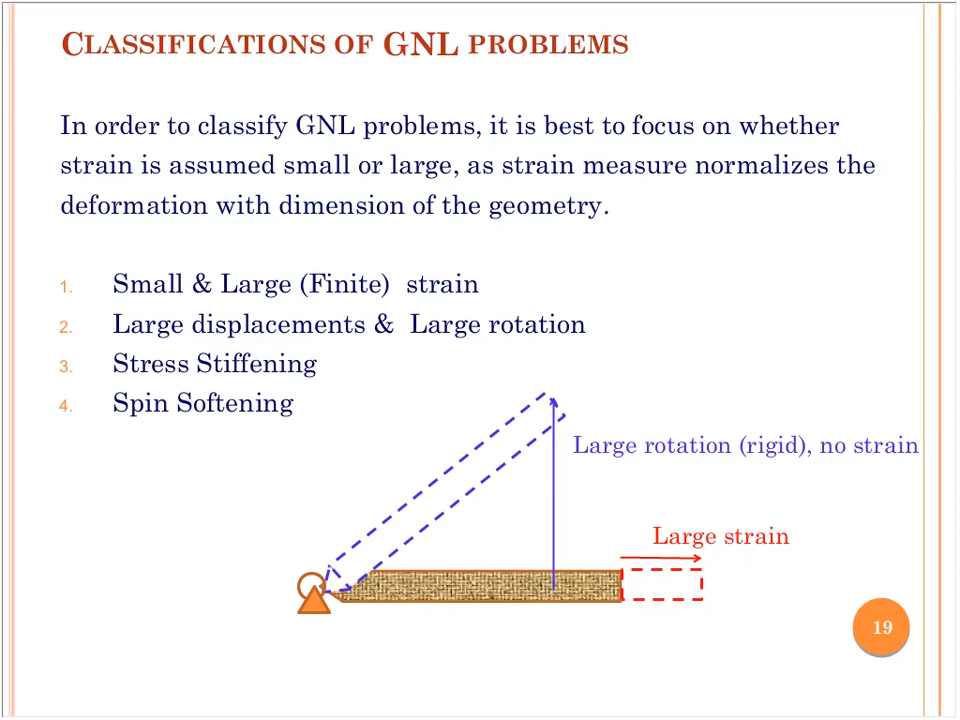 CLASSIFICATIONS OF GNL PROBLEMS
In order to classify GNL problems, it is best to focus on whether
strain is assumed small or large, as strain measure normalizes the
deformation with dimension of the geometry.
1. Small & Large (Finite) strain
2. Large displacements & Large rotation
3. Stress Stiffening
4. Spin Softening
Large rotation (rigid), no strain
Large strain
19